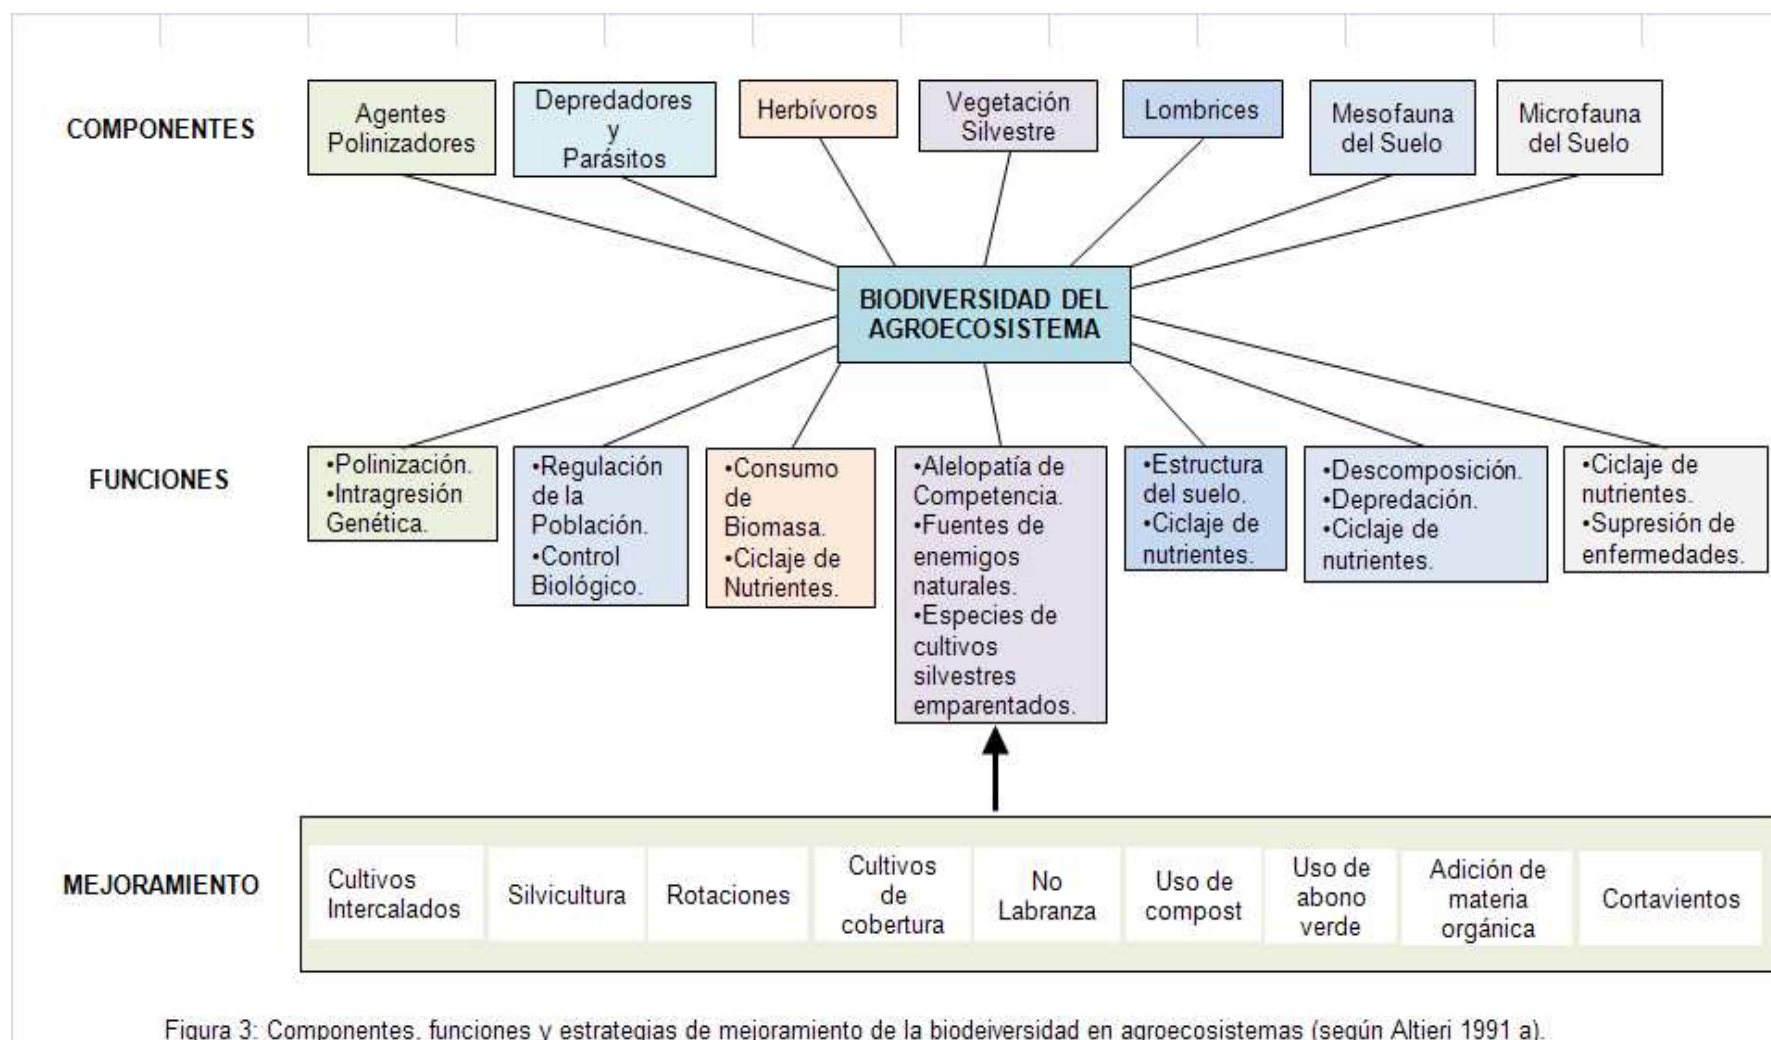 COMPONENTES
Agentes
Polinizadores
Depredadores
y
Parásitos
Herbívoros
Vegetación
Silvestre
Lombrices
Mesofauna
del Suelo
Microfauna
del Suelo
BIODIVERSIDAD DEL
AGROECOSISTEMA
FUNCIONES
•Polinización.
•Intragresión
Genética.
•Regulación
de la
Población.
•Control
Biológico.
•Consumo
de
Biomasa.
•Ciclaje de
Nutrientes.
•Alelopatía de
Competencia.
•Fuentes de
enemigos
naturales.
•Especies de
cultivos
silvestres
emparentados.
•Estructura
del suelo.
•Ciclaje de
nutrientes.
•Descomposición.
•Depredación.
•Ciclaje de
nutrientes.
•Ciclaje de
nutrientes.
•Supresión de
enfermedades.
MEJORAMIENTO
Cultivos
Intercalados
Silvicultura
Rotaciones
Cultivos
de
cobertura
No
Labranza
Uso de
compost
Uso de
abono
verde
Adición de
materia
orgánica
Cortavientos
Figura 3: Componentes, funciones y estrategias de mejoramiento de la biodeiversidad en agroecosistemas (según Altieri 1991 a).